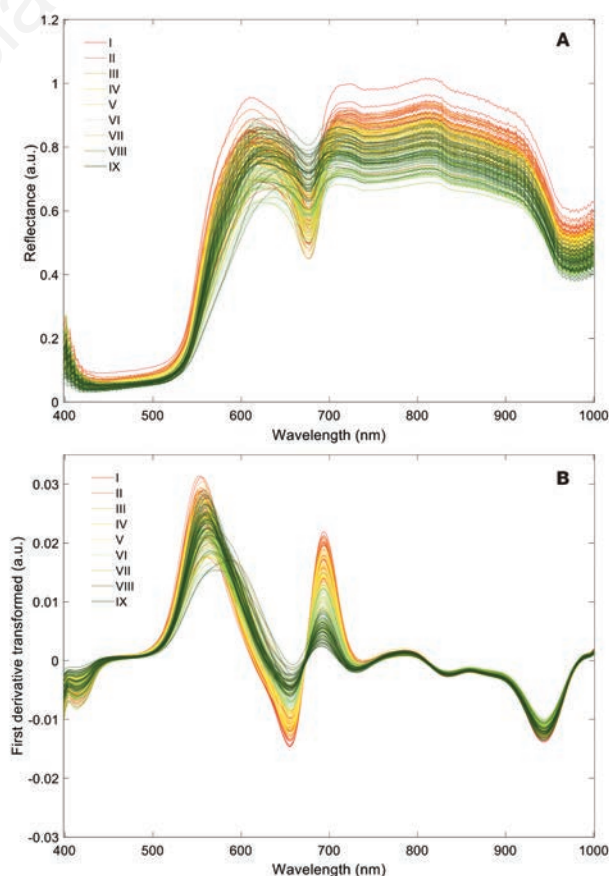 1.2
A
I
II
III
IV
V
VI
VII
VIII
IX
1
0.8
0.6
0.4
0.2
0
Reflectance (a.u.)
400 500 600 700 800 900 1000
Wavelength (nm)
B
I
II
III
IV
V
VI
VII
VIII
IX
0.03
0.02
0.01
0
-0.01
-0.02
-0.03
First derivative transformed (a.u.)
400 500 600 700 800 900 1000
Wavelength (nm)